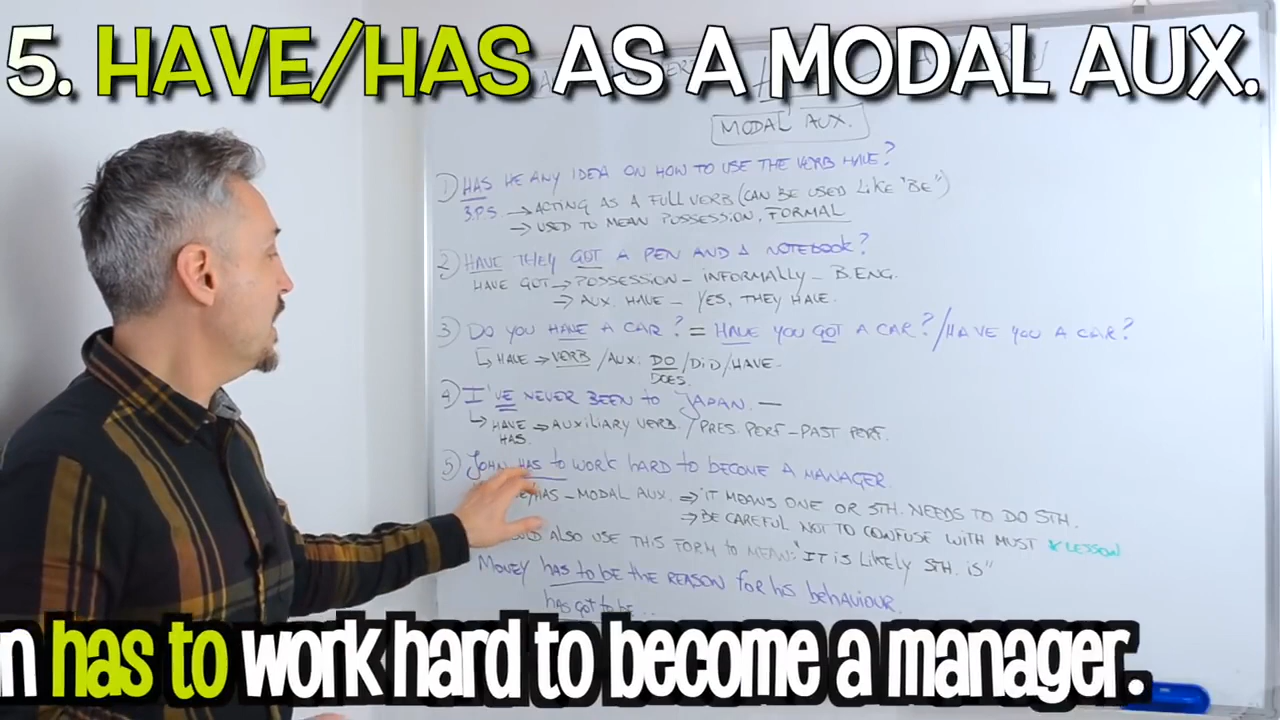 5. HAVE/HAS AS A MODAL AUX.
MODAL AUX.
1) HAS HE ANY IDEA ON HOW TO USE THE VERB HAVE?
3.P.S → ACTING AS A FULL VERB (CAN BE USED LIKE "BE")
→ USED TO MEAN POSSESSION, FORMAL
2) HAVE THEY GOT A PEN AND A NOTEBOOK?
HAVE GOT → POSSESSION - INFORMALLY - B.ENG.
→ AUX. HAVE - YES, THEY HAVE.
3) DO YOU HAVE A CAR? = HAVE YOU GOT A CAR? / HAVE YOU A CAR?
HAVE → VERB / AUX: DO / DID / HAVE
DOES
4) I'VE NEVER BEEN TO JAPAN. —
HAVE → AUXILIARY VERB / PRES. PERF - PAST PERF.
HAS
5) JOHN HAS TO WORK HARD TO BECOME A MANAGER.
/HAS - MODAL AUX. → IT MEANS ONE OR STH. NEEDS TO DO STH.
→ BE CAREFUL NOT TO CONFUSE WITH MUST LESSON
ALSO USE THIS FORM TO MEAN: "IT IS LIKELY STH. IS"
MONEY HAS TO BE THE REASON FOR HIS BEHAVIOUR.
HAS GOT TO BE...
n has to work hard to become a manager.